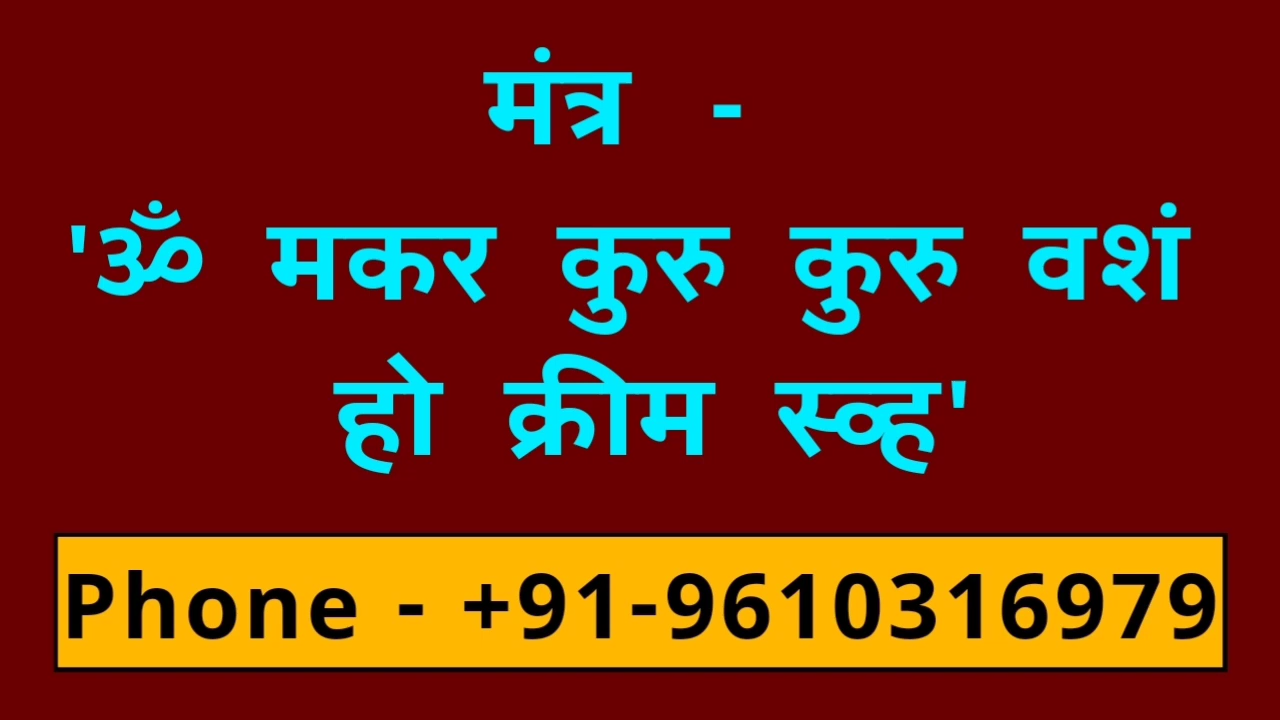 मंत्र -
'ॐ मकर कुरु कुरु वशं
हो क्रीम स्व्ह'
Phone - +91-9610316979